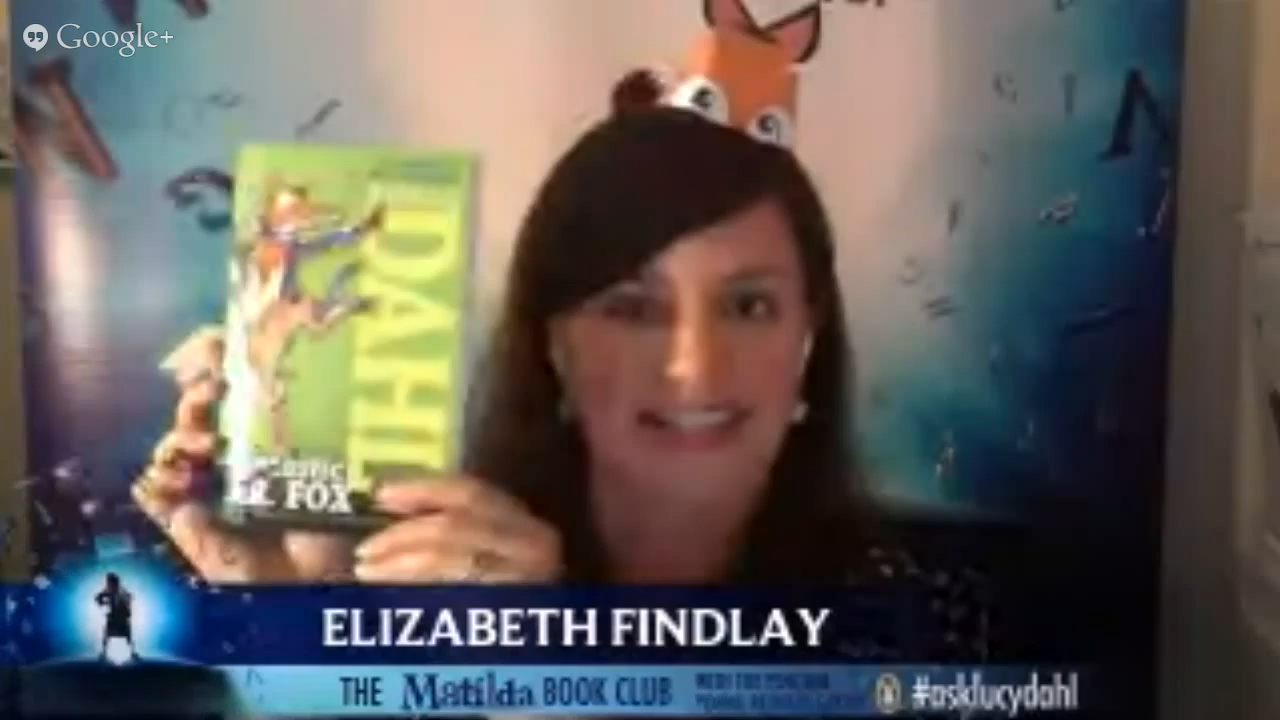 Google+
DAHL
FOX
ELIZABETH FINDLAY
THE Matilda BOOK CLUB
#asklucydahl